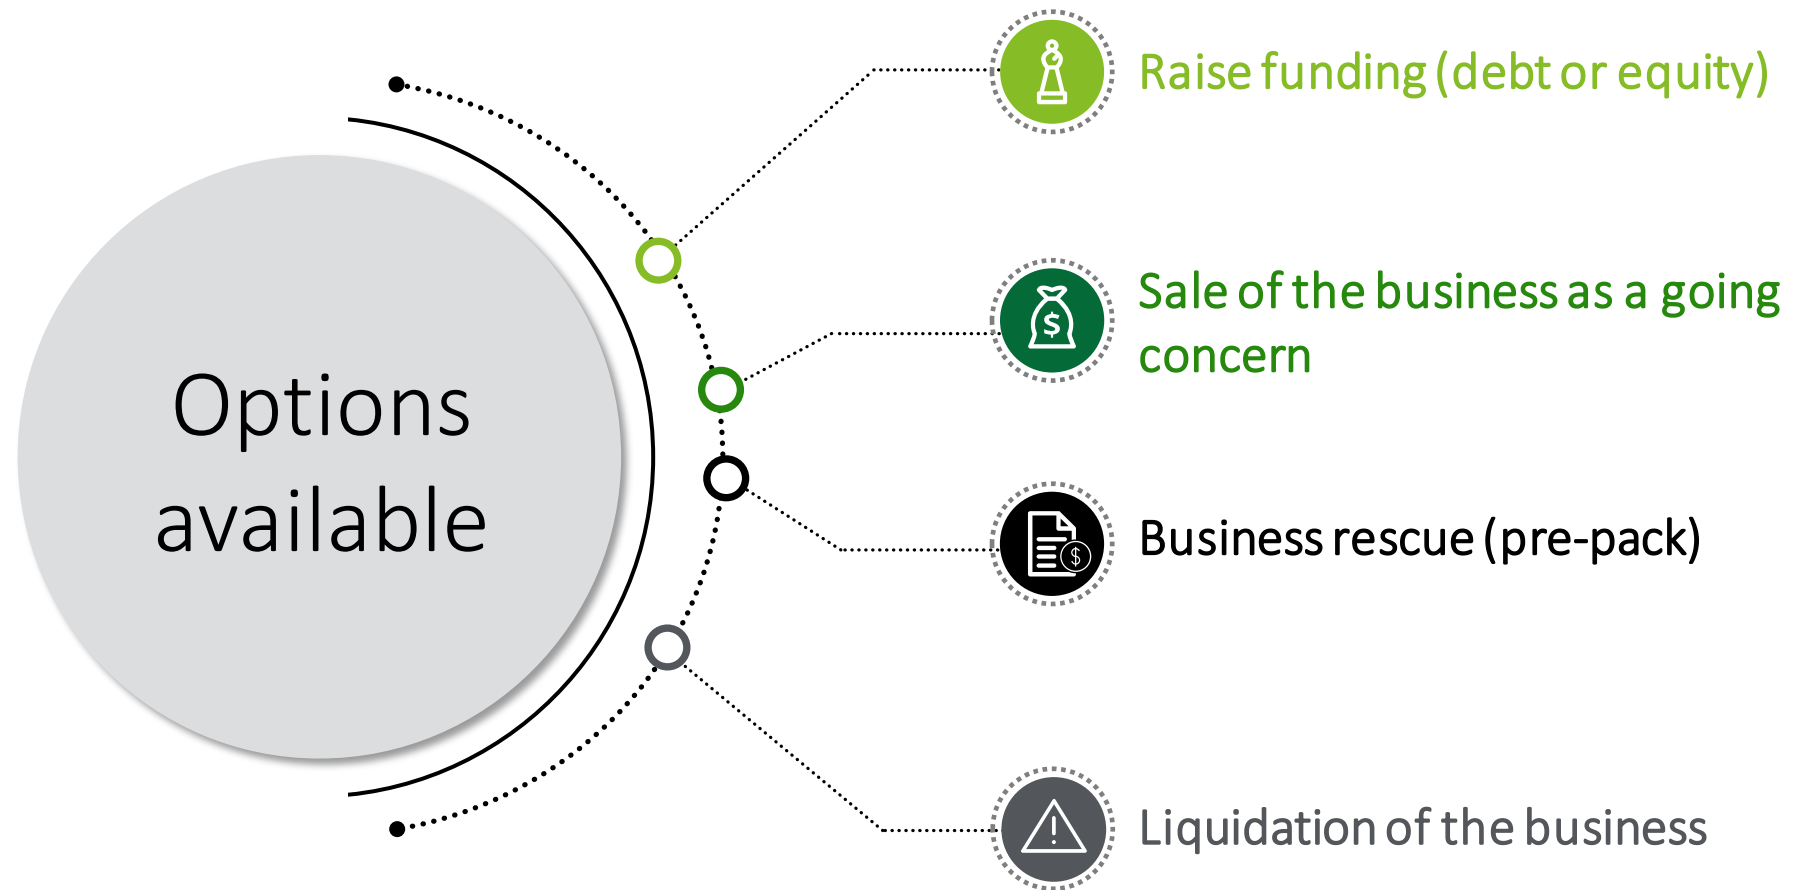 Options
available
Raise funding (debt or equity)
Sale of the business as a going
concern
$
Business rescue (pre-pack)
$
Liquidation of the business